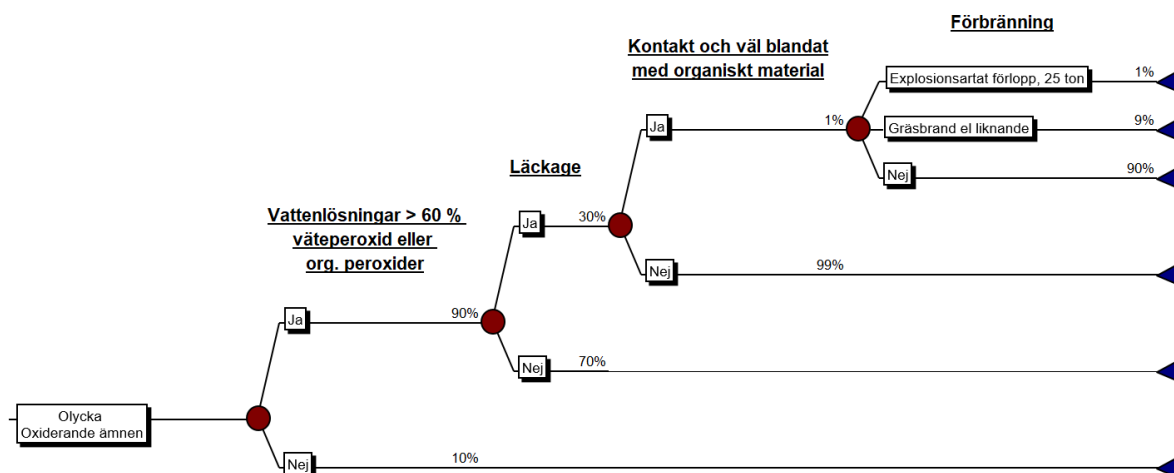 Förbränning
Kontakt och väl blandat
med organiskt material
Explosionsartat förlopp, 25 ton
1%
Ja
1%
Gräsbrand el liknande
9%
Läckage
Nej
90%
Vattenlösningar > 60 %
väteperoxid eller
org. peroxider
Ja
30%
Nej
99%
Ja
90%
Nej
70%
Olycka
Oxiderande ämnen
Nej
10%